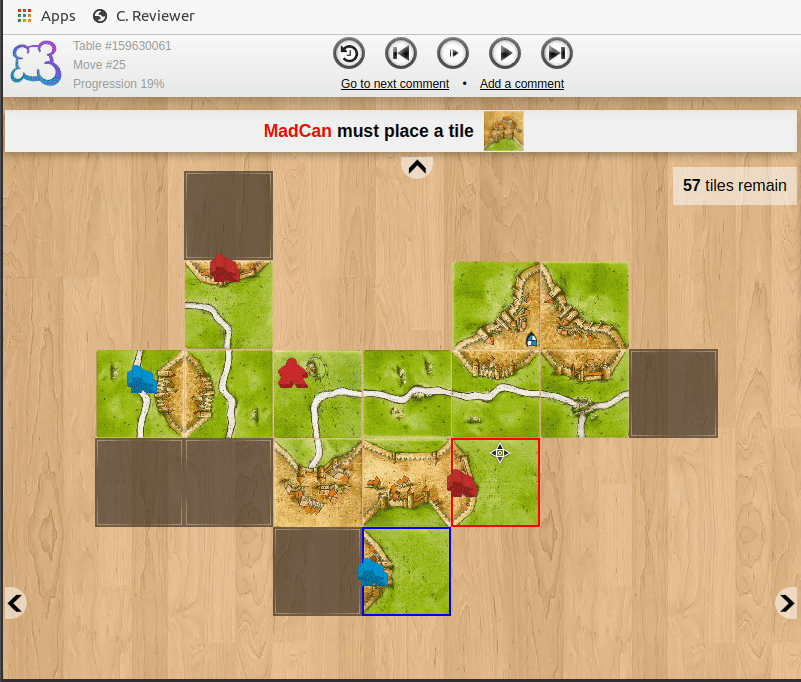 Apps C. Reviewer
Table #159630061
Move #25
Progression 19%
Go to next comment • Add a comment
MadCan must place a tile
57 tiles remain